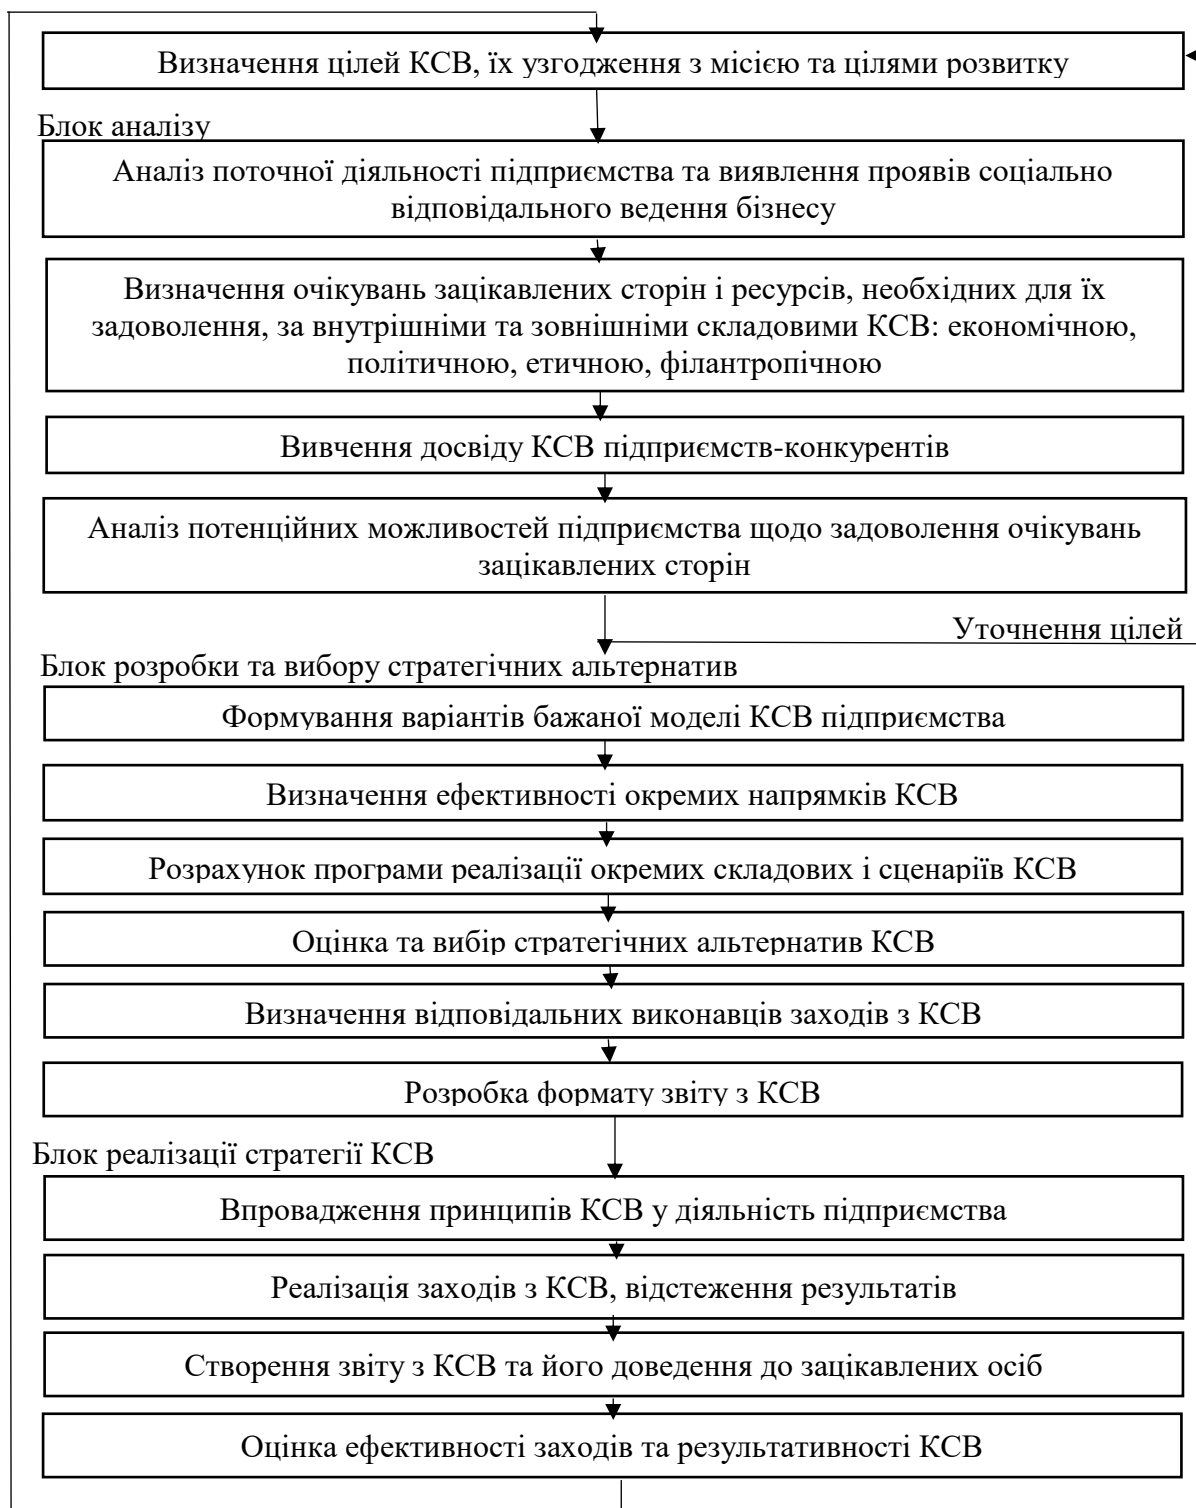 Визначення цілей КСВ, їх узгодження з місією та цілями розвитку
Блок аналізу
Аналіз поточної діяльності підприємства та виявлення проявів соціально
відповідального ведення бізнесу
Визначення очікувань зацікавлених сторін і ресурсів, необхідних для їх
задоволення, за внутрішніми та зовнішніми складовими КСВ: економічною,
політичною, етичною, філантропічною
Вивчення досвіду КСВ підприємств-конкурентів
Аналіз потенційних можливостей підприємства щодо задоволення очікувань
зацікавлених сторін
Уточнення цілей
Блок розробки та вибору стратегічних альтернатив
Формування варіантів бажаної моделі КСВ підприємства
Визначення ефективності окремих напрямків КСВ
Розрахунок програми реалізації окремих складових і сценаріїв КСВ
Оцінка та вибір стратегічних альтернатив КСВ
Визначення відповідальних виконавців заходів з КСВ
Розробка формату звіту з КСВ
Блок реалізації стратегії КСВ
Впровадження принципів КСВ у діяльність підприємства
Реалізація заходів з КСВ, відстеження результатів
Створення звіту з КСВ та його доведення до зацікавлених осіб
Оцінка ефективності заходів та результативності КСВ